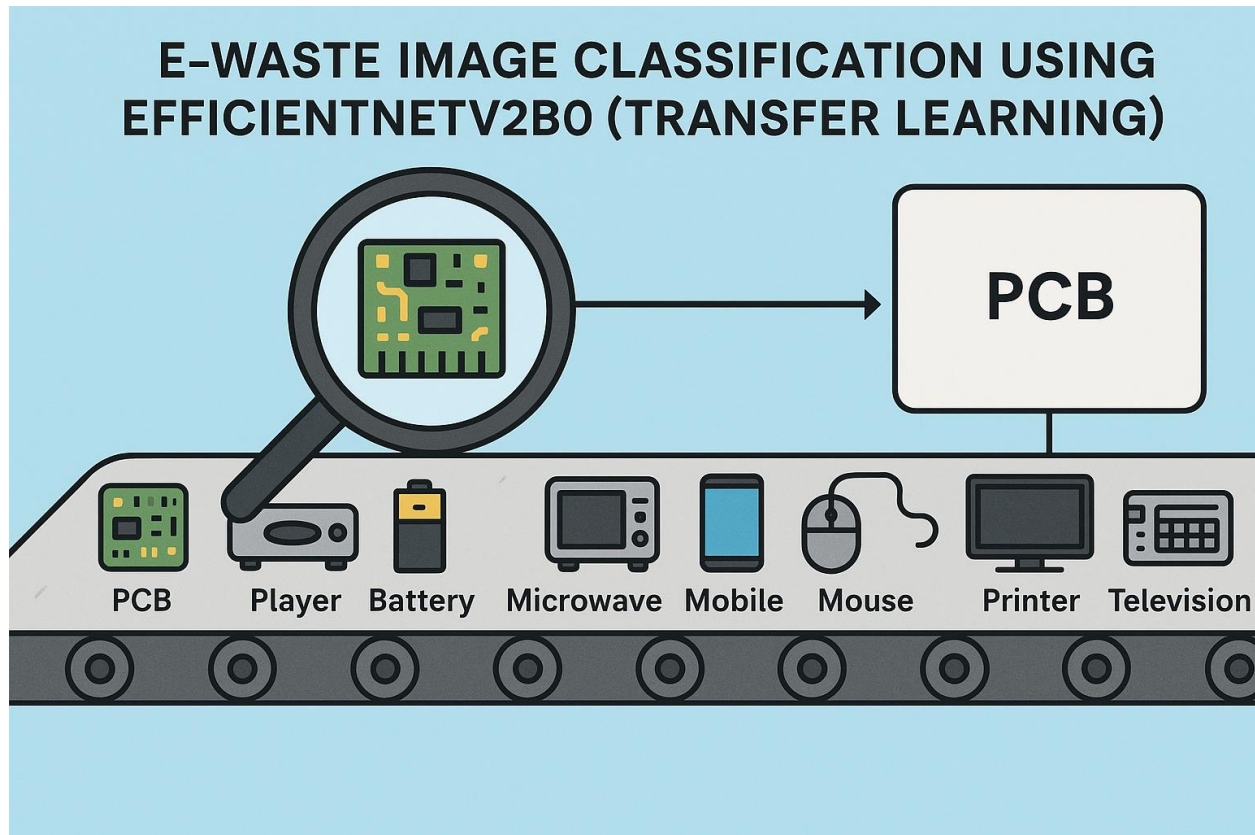 E-WASTE IMAGE CLASSIFICATION USING
EFFICIENTNETV2B0 (TRANSFER LEARNING)
PCB
PCB
Player
Battery
Microwave
Mobile
Mouse
Printer
Television